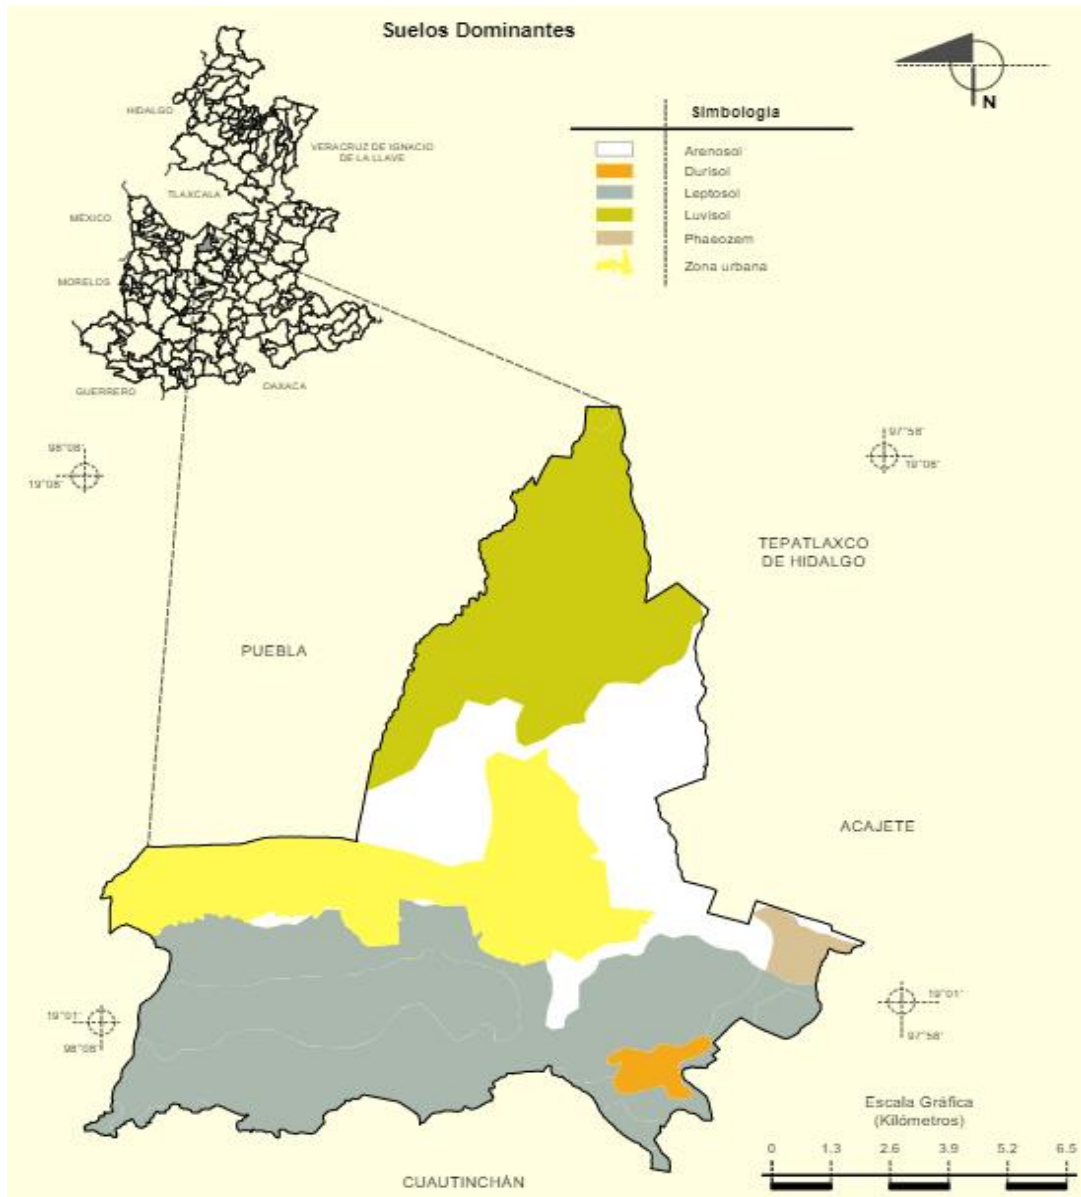 Suelos Dominantes
N
Simbología
Arenosol
Durisol
Leptosol
Luvisol
Phaeozem
Zona urbana
HIDALGO
VERACRUZ DE IGNACIO
DE LA LLAVE
TLAXCALA
MÉXICO
MORELOS
GUERRERO
OAXACA
98°08'
19°08'
97°58'
19°08'
TEPATLAXCO
DE HIDALGO
PUEBLA
ACAJETE
19°01'
98°08'
19°01'
97°58'
Escala Gráfica
(Kilómetros)
0 1.3 2.6 3.9 5.2 6.5
CUAUTINCHÁN